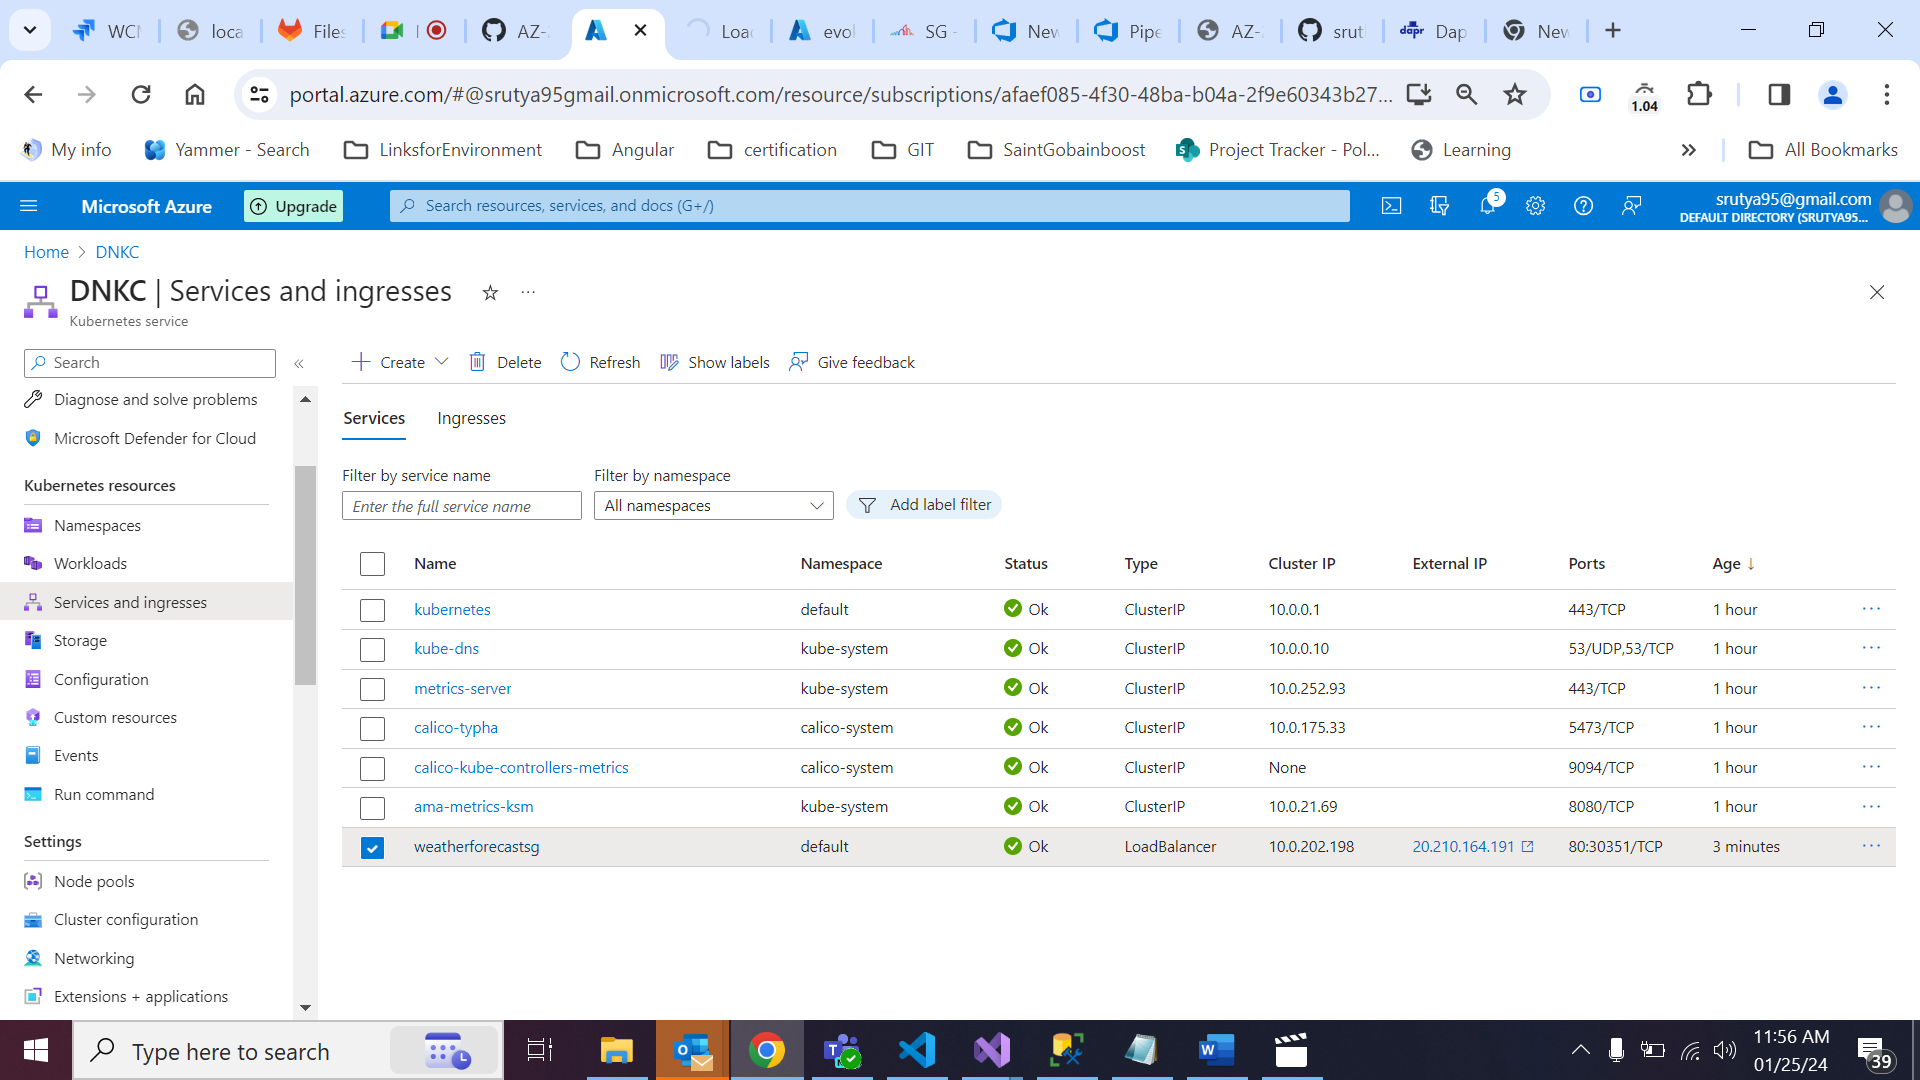 WCM
loca
Files
AZ-
Load
evol
SG -
New
Pipe
AZ-
srut
Dap
New
portal.azure.com/#@srutya95gmail.onmicrosoft.com/resource/subscriptions/afaef085-4f30-48ba-b04a-2f9e60343b27...
1.04
My info
Yammer - Search
LinksforEnvironment
Angular
certification
GIT
SaintGobainboost
Project Tracker - Pol...
Learning
All Bookmarks
Microsoft Azure
Upgrade
Search resources, services, and docs (G+/)
5
srutya95@gmail.com
DEFAULT DIRECTORY (SRUTYA95...
Home > DNKC
DNKC | Services and ingresses
Kubernetes service
Search
Create
Delete
Refresh
Show labels
Give feedback
Diagnose and solve problems
Microsoft Defender for Cloud
Kubernetes resources
Namespaces
Workloads
Services and ingresses
Storage
Configuration
Custom resources
Events
Run command
Settings
Node pools
Cluster configuration
Networking
Extensions + applications
Services Ingresses
Filter by service name Filter by namespace
Enter the full service name All namespaces Add label filter
Name Namespace Status Type Cluster IP External IP Ports Age ↓
kubernetes default Ok ClusterIP 10.0.0.1 443/TCP 1 hour
kube-dns kube-system Ok ClusterIP 10.0.0.10 53/UDP,53/TCP 1 hour
metrics-server kube-system Ok ClusterIP 10.0.252.93 443/TCP 1 hour
calico-typha calico-system Ok ClusterIP 10.0.175.33 5473/TCP 1 hour
calico-kube-controllers-metrics calico-system Ok ClusterIP None 9094/TCP 1 hour
ama-metrics-ksm kube-system Ok ClusterIP 10.0.21.69 8080/TCP 1 hour
weatherforecastsg default Ok LoadBalancer 10.0.202.198 20.210.164.191 80:30351/TCP 3 minutes
Type here to search
11:56 AM
01/25/24
39